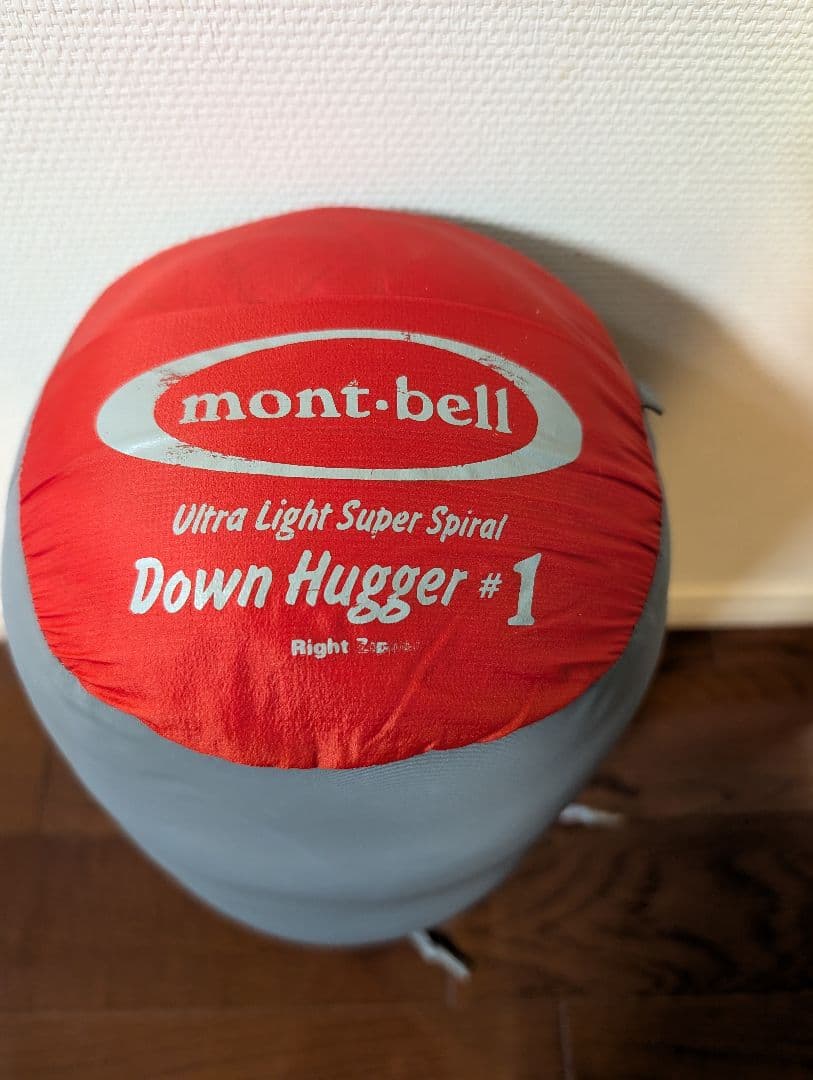 mont·bell
Ultra Light Super Spiral
Down Hugger #1
Right